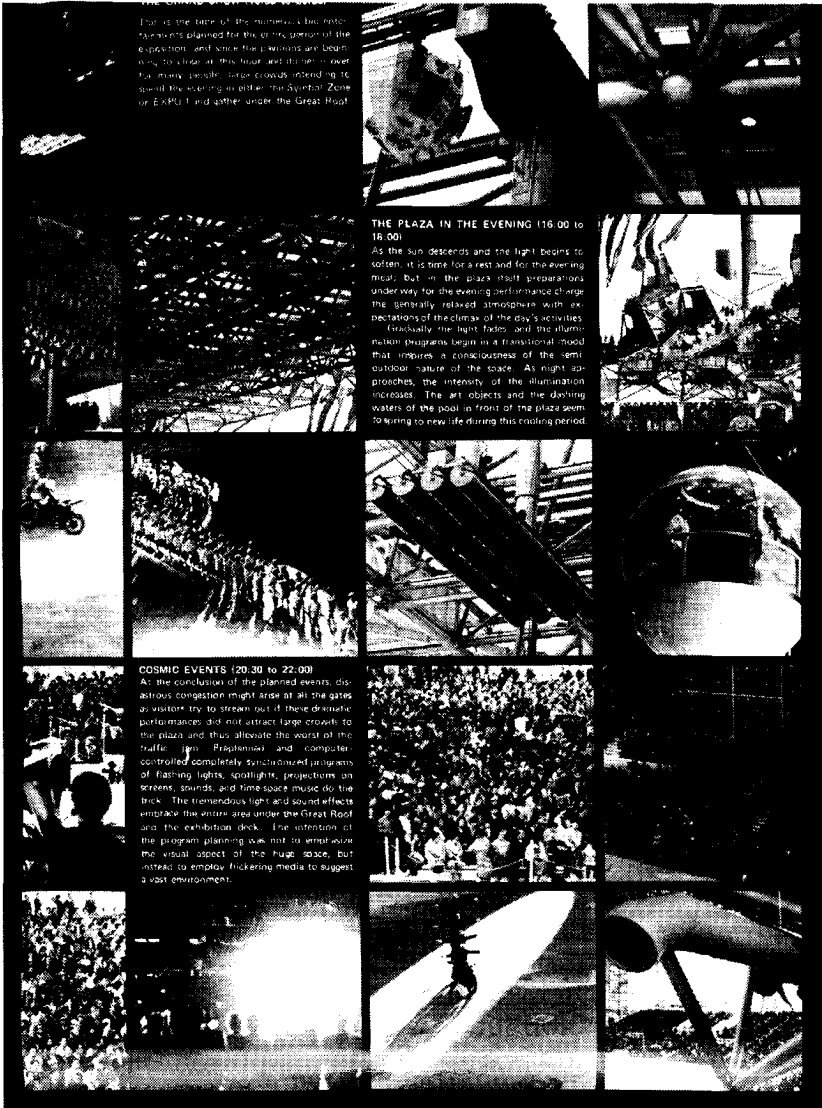 This is the time of the numerous big enter-
tainments planned for the entire period of the
exposition, and since the pavilions are begin-
ning to close at this hour and dinner is over
for many people, large crowds intending to
spend the evening in either the Symbol Zone
or EXPO I and gather under the Great Roof.
THE PLAZA IN THE EVENING (16:00 to
18:00)
As the sun descends and the light begins to
soften, it is time for a rest and for the evening
meal, but in the plaza itself preparations
under way for the evening performance charge
the generally relaxed atmosphere with ex-
pectations of the climax of the day's activities.
Gradually the light fades, and the illumi-
nation programs begin in a transitional mood
that inspires a consciousness of the semi-
outdoor nature of the space. As night ap-
proaches, the intensity of the illumination
increases. The art objects and the dashing
waters of the pool in front of the plaza seem
to spring to new life during this cooling period.
COSMIC EVENTS (20:30 to 22:00)
At the conclusion of the planned events, dis-
astrous congestion might arise at all the gates
as visitors try to stream out if these dramatic
performances did not attract large crowds to
the plaza and thus alleviate the worst of the
traffic jam. Preplanned and computer-
controlled completely synchronized programs
of flashing lights, spotlights, projections on
screens, sounds, and time-space music do the
trick. The tremendous light and sound effects
embrace the entire area under the Great Roof
and the exhibition deck. The intention of
the program planning was not to emphasize
the visual aspect of the huge space, but
instead to employ flickering media to suggest
a vast environment.